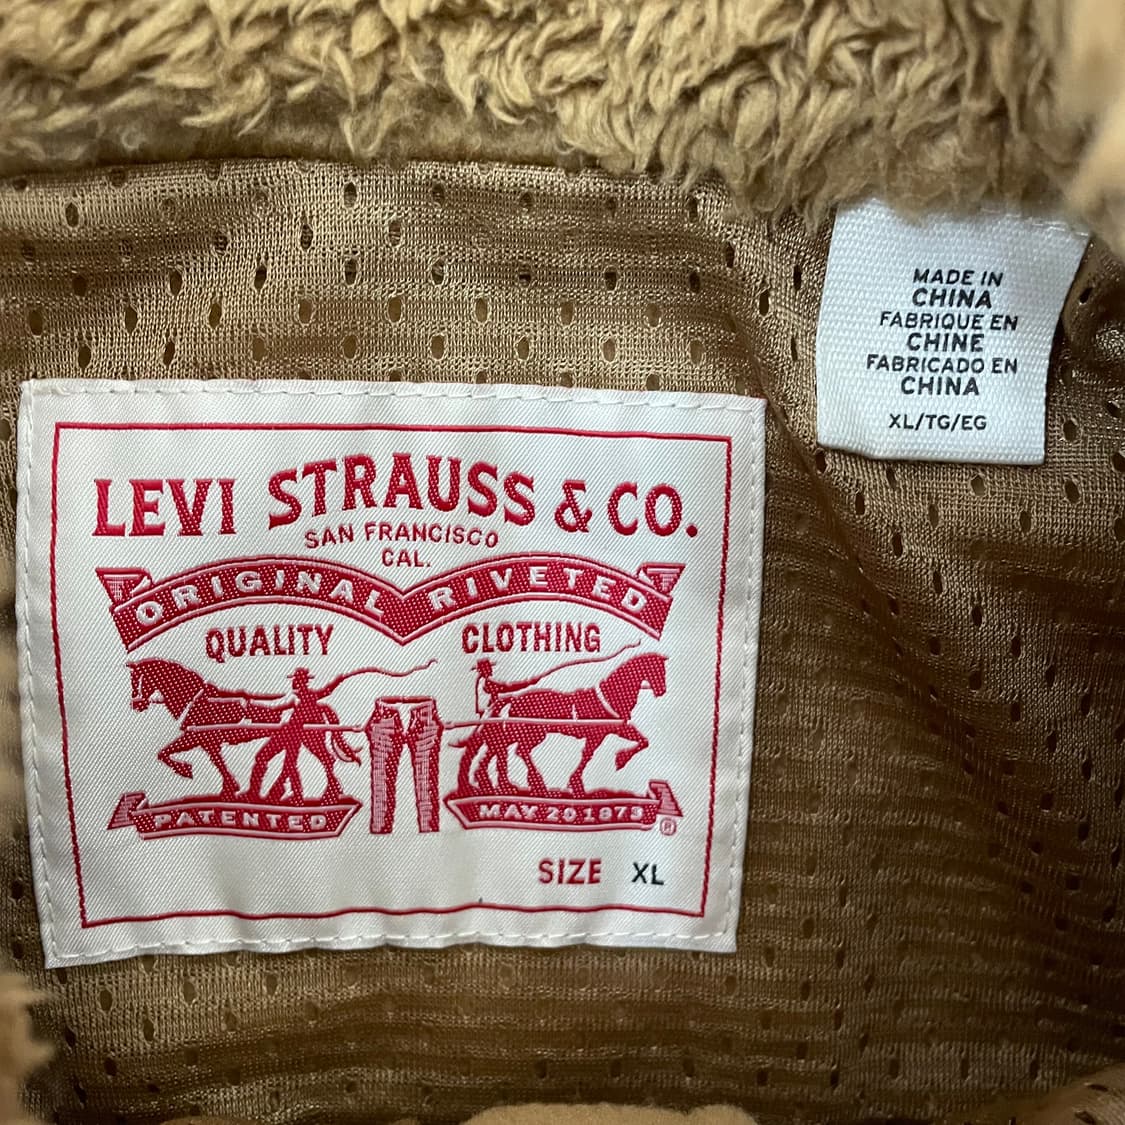 LEVI STRAUSS & CO.
SAN FRANCISCO
CAL.
ORIGINAL RIVETED
QUALITY CLOTHING
PATENTED MAY 20 1873
®
SIZE XL
MADE IN
CHINA
FABRIQUE EN
CHINE
FABRICADO EN
CHINA
XL/TG/EG